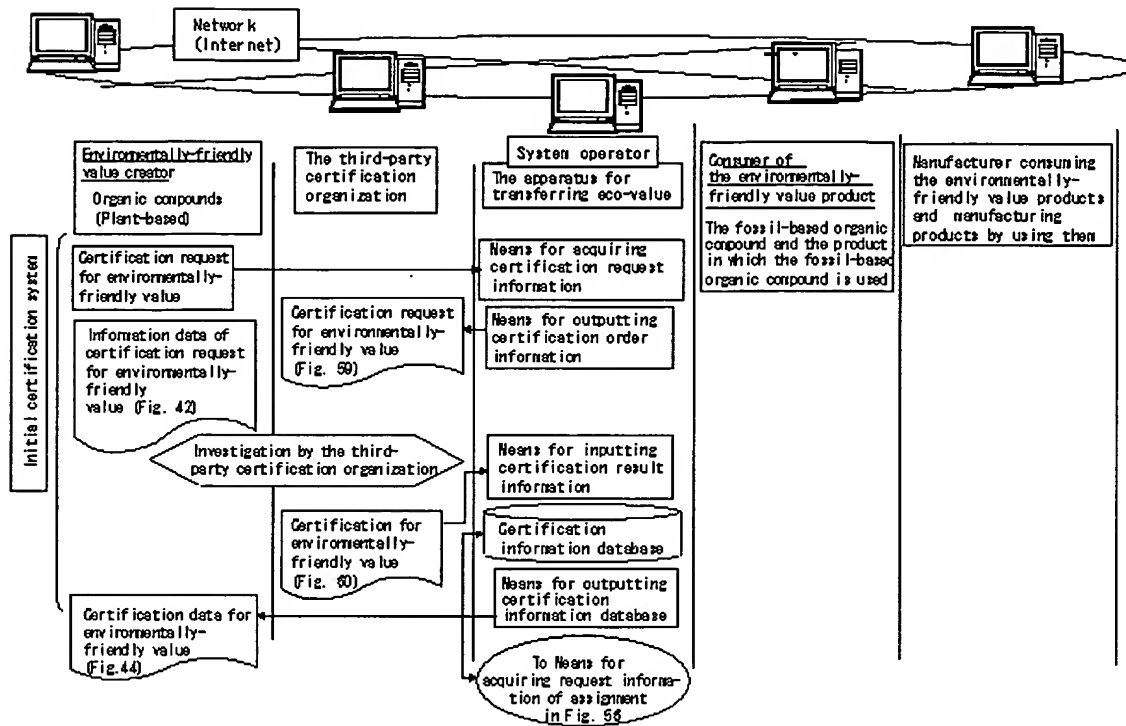 Network
(Internet)
Environmentally-friendly
value creator
Organic compounds
(Plant-based)
The third-party
certification
organization
System operator
The apparatus for
transferring eco-value
Consumer of
the environmentally-
friendly value product
The fossil-based organic
compound and the product
in which the fossil-based
organic compound is used
Manufacturer consuming
the environmentally-
friendly value products
and manufacturing
products by using them
Initial certification system
Certification request
for environmentally-
friendly value
Means for acquiring
certification request
information
Certification request
for environmentally-
friendly value
(Fig. 59)
Means for outputting
certification order
information
Information data of
certification request
for environmentally-
friendly
value (Fig. 42)
Investigation by the third-
party certification organization
Means for inputting
certification result
information
Certification for
environmentally-
friendly value
(Fig. 60)
Certification
information database
Means for outputting
certification
information database
Certification data for
environmentally-
friendly value
(Fig.44)
To Means for
acquiring request informa-
tion of assignment
in Fig. 56